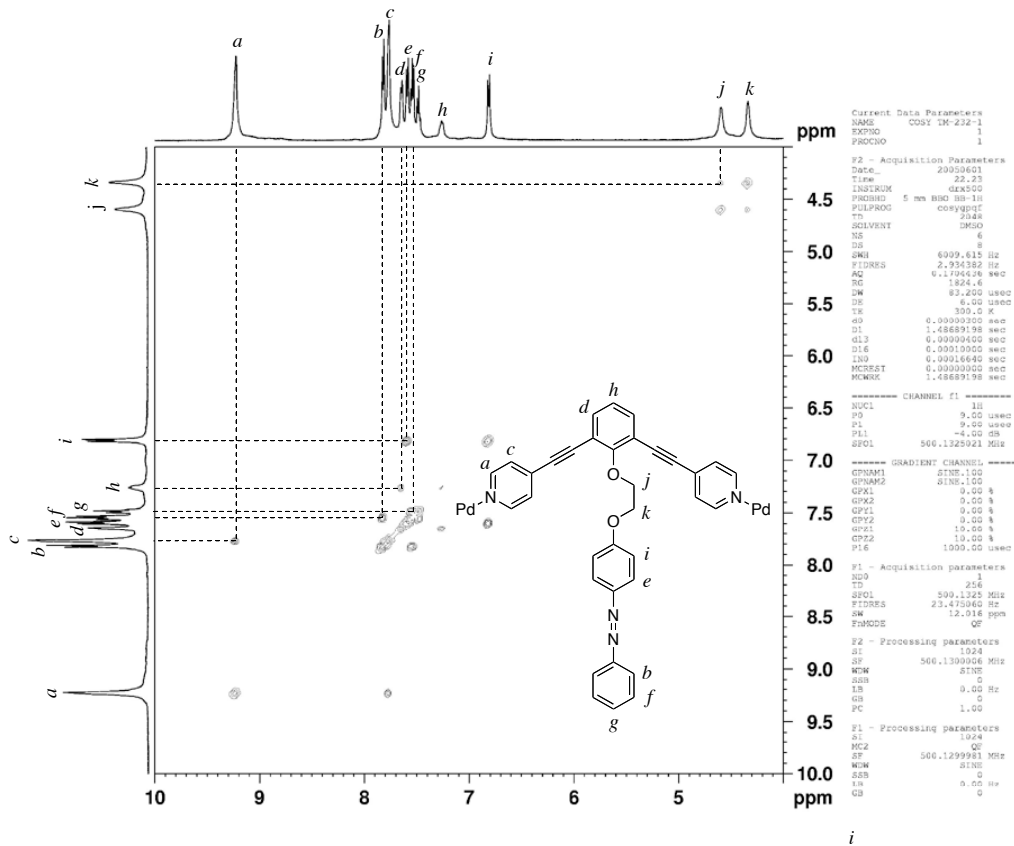 a
b
c
d
e
f
g
h
i
j
k
ppm
4.5
5.0
5.5
6.0
6.5
7.0
7.5
8.0
8.5
9.0
9.5
10.0
10 9 8 7 6 5 ppm
k
j
i
h
g
e f
d
c
b
a
h
d
c
a
N
Pd
O
j
k
O
i
e
N
N
b
f
g
N
Pd
Current Data Parameters
NAME COSY TM-232-1
EXPNO 1
PROCNO 1
F2 - Acquisition Parameters
Date_ 20050601
Time 22.23
INSTRUM drx500
PROBHD 5 mm BBO BB-1H
PULPROG cosygpqf
TD 2048
SOLVENT DMSO
NS 6
DS 8
SWH 6009.615 Hz
FIDRES 2.934382 Hz
AQ 0.1704436 sec
RG 1824.6
DW 83.200 usec
DE 6.00 usec
TE 300.0 K
d0 0.00000300 sec
D1 1.48689198 sec
d13 0.00000400 sec
D16 0.00010000 sec
IN0 0.00016640 sec
MCREST 0.00000000 sec
MCWRK 1.48689198 sec
======== CHANNEL f1 ========
NUC1 1H
P0 9.00 usec
P1 9.00 usec
PL1 -4.00 dB
SFO1 500.1325021 MHz
====== GRADIENT CHANNEL =====
GPNAM1 SINE.100
GPNAM2 SINE.100
GPX1 0.00 %
GPX2 0.00 %
GPY1 0.00 %
GPY2 0.00 %
GPZ1 10.00 %
GPZ2 10.00 %
P16 1000.00 usec
F1 - Acquisition parameters
ND0 1
TD 256
SFO1 500.1325 MHz
FIDRES 23.475060 Hz
SW 12.016 ppm
FnMODE QF
F2 - Processing parameters
SI 1024
SF 500.1300006 MHz
WDW SINE
SSB 0
LB 0.00 Hz
GB 0
PC 1.00
F1 - Processing parameters
SI 1024
MC2 QF
SF 500.1299981 MHz
WDW SINE
SSB 0
LB 0.00 Hz
GB 0
i